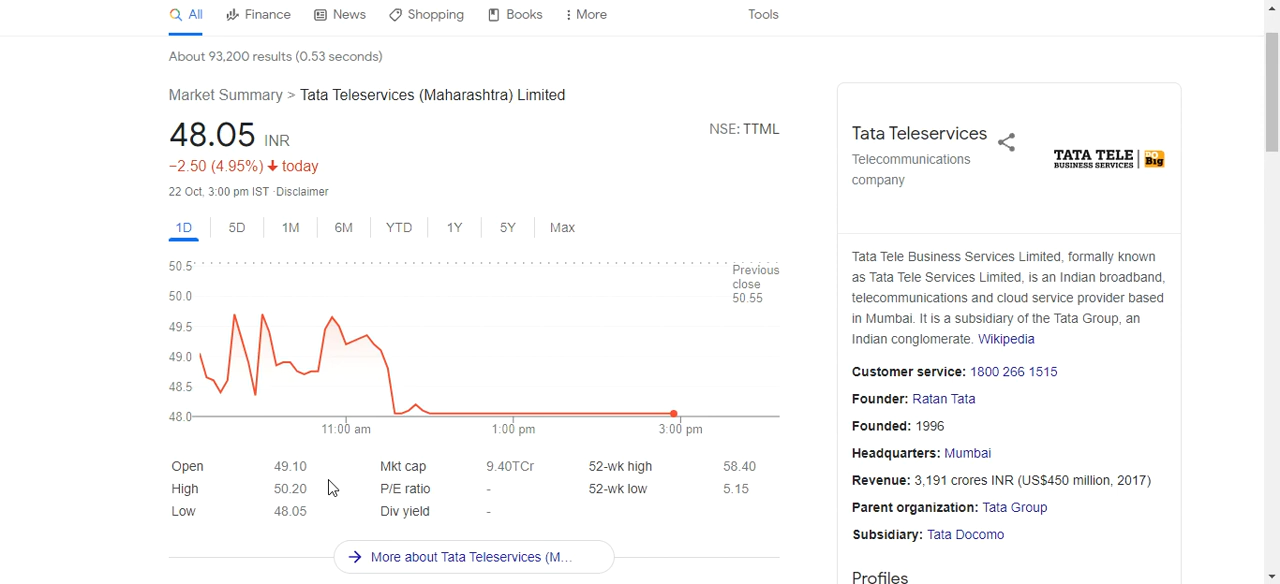 All Finance News Shopping Books More Tools
About 93,200 results (0.53 seconds)
Market Summary > Tata Teleservices (Maharashtra) Limited
48.05 INR
NSE: TTML
−2.50 (4.95%) ↓ today
22 Oct, 3:00 pm IST ·Disclaimer
1D 5D 1M 6M YTD 1Y 5Y Max
50.5
50.0
49.5
49.0
48.5
48.0
Previous
close
50.55
11:00 am 1:00 pm 3:00 pm
Open 49.10 Mkt cap 9.40TCr 52-wk high 58.40
High 50.20 P/E ratio - 52-wk low 5.15
Low 48.05 Div yield -
→ More about Tata Teleservices (M...
Tata Teleservices
Telecommunications
company
TATA TELE
BUSINESS SERVICES
DO
Big
Tata Tele Business Services Limited, formally known
as Tata Tele Services Limited, is an Indian broadband,
telecommunications and cloud service provider based
in Mumbai. It is a subsidiary of the Tata Group, an
Indian conglomerate. Wikipedia
Customer service: 1800 266 1515
Founder: Ratan Tata
Founded: 1996
Headquarters: Mumbai
Revenue: 3,191 crores INR (US$450 million, 2017)
Parent organization: Tata Group
Subsidiary: Tata Docomo
Profiles